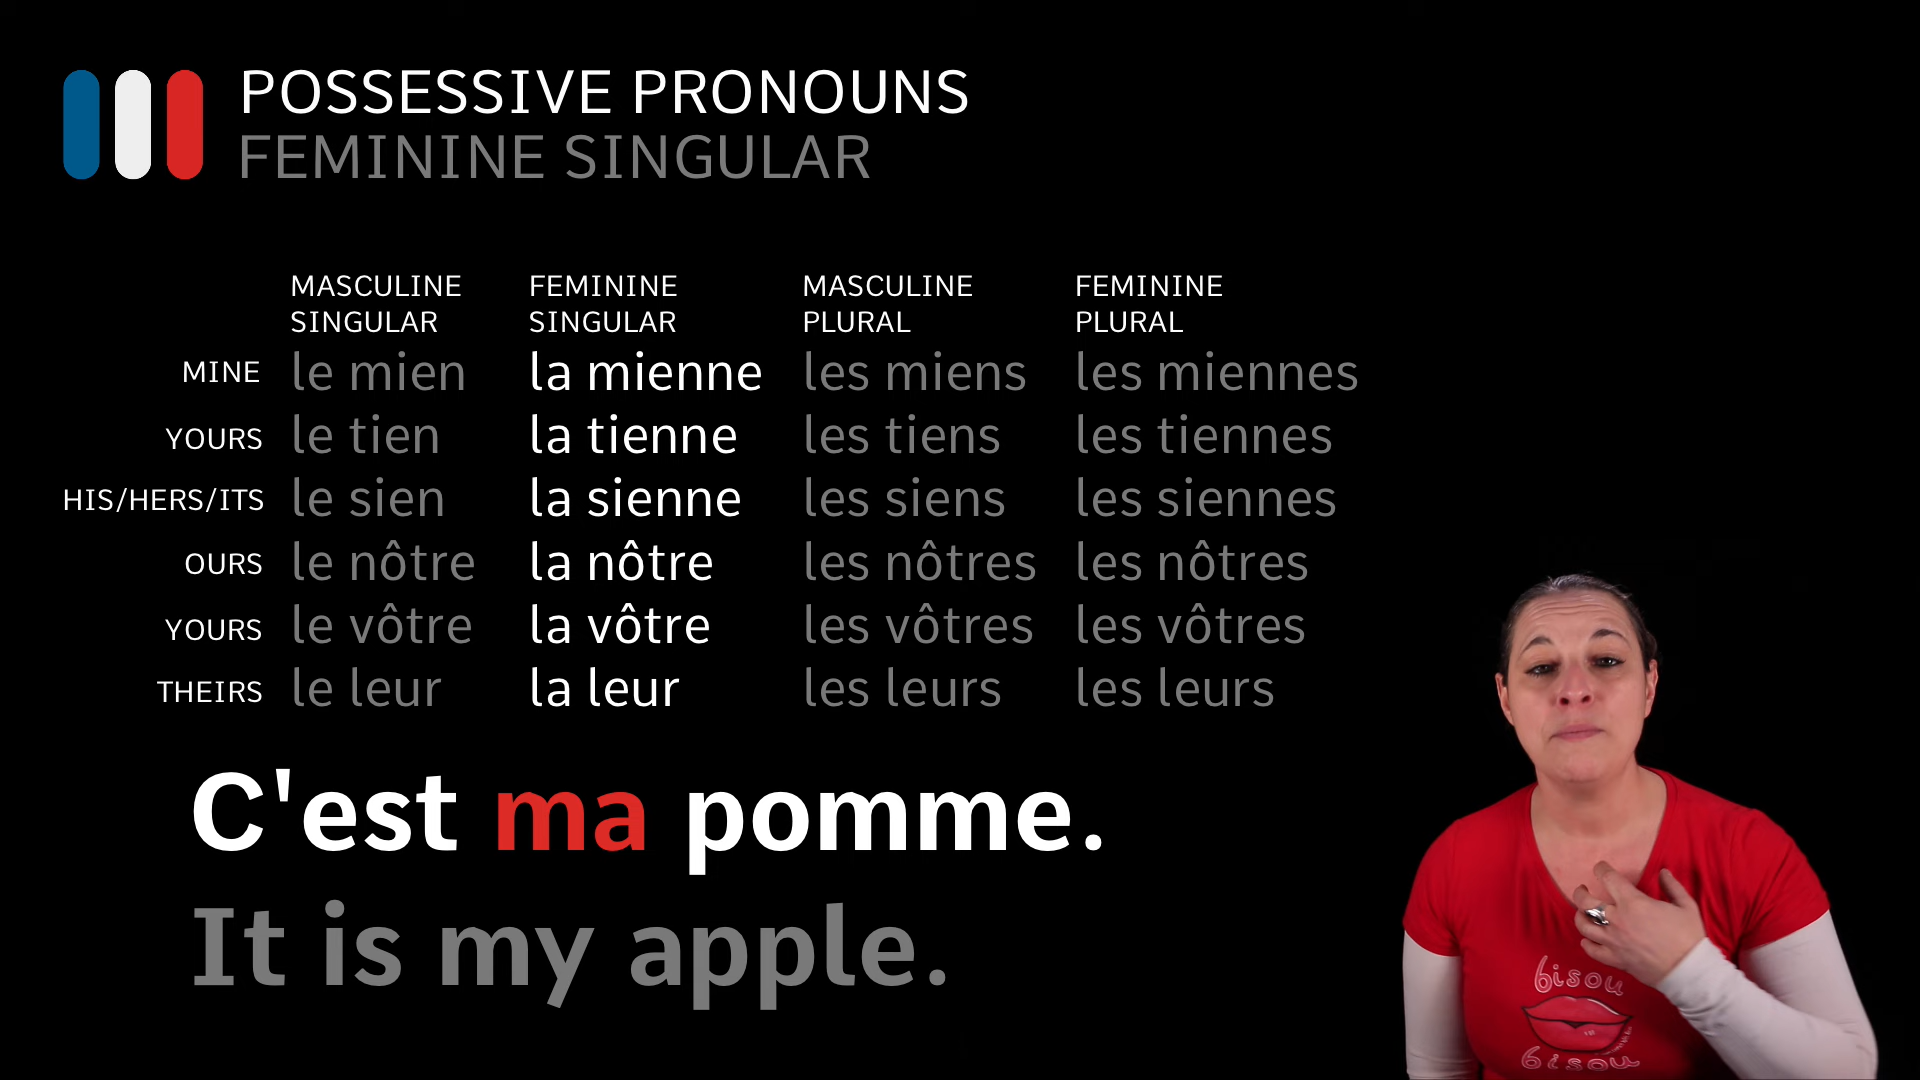 POSSESSIVE PRONOUNS
FEMININE SINGULAR
MASCULINE SINGULAR FEMININE SINGULAR MASCULINE PLURAL FEMININE PLURAL
MINE le mien la mienne les miens les miennes
YOURS le tien la tienne les tiens les tiennes
HIS/HERS/ITS le sien la sienne les siens les siennes
OURS le nôtre la nôtre les nôtres les nôtres
YOURS le vôtre la vôtre les vôtres les vôtres
THEIRS le leur la leur les leurs les leurs
C'est ma pomme.
It is my apple.
bisou
bisou